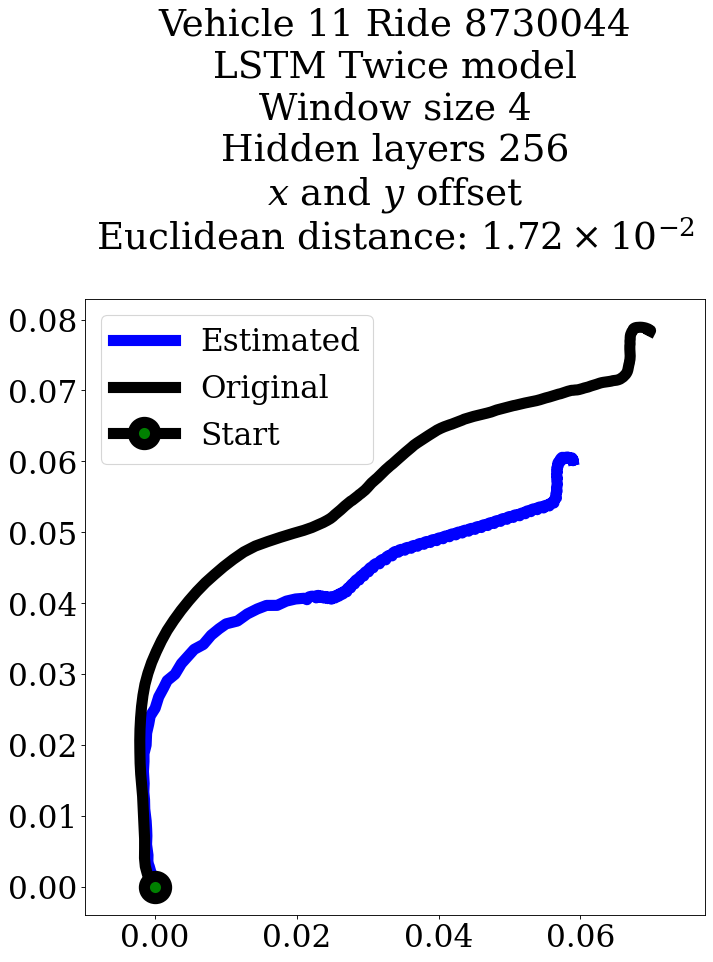 Vehicle 11 Ride 8730044
LSTM Twice model
Window size 4
Hidden layers 256
x and y offset
Euclidean distance: 1.72 × 10⁻²
Estimated
Original
Start
0.08
0.07
0.06
0.05
0.04
0.03
0.02
0.01
0.00
0.00 0.02 0.04 0.06